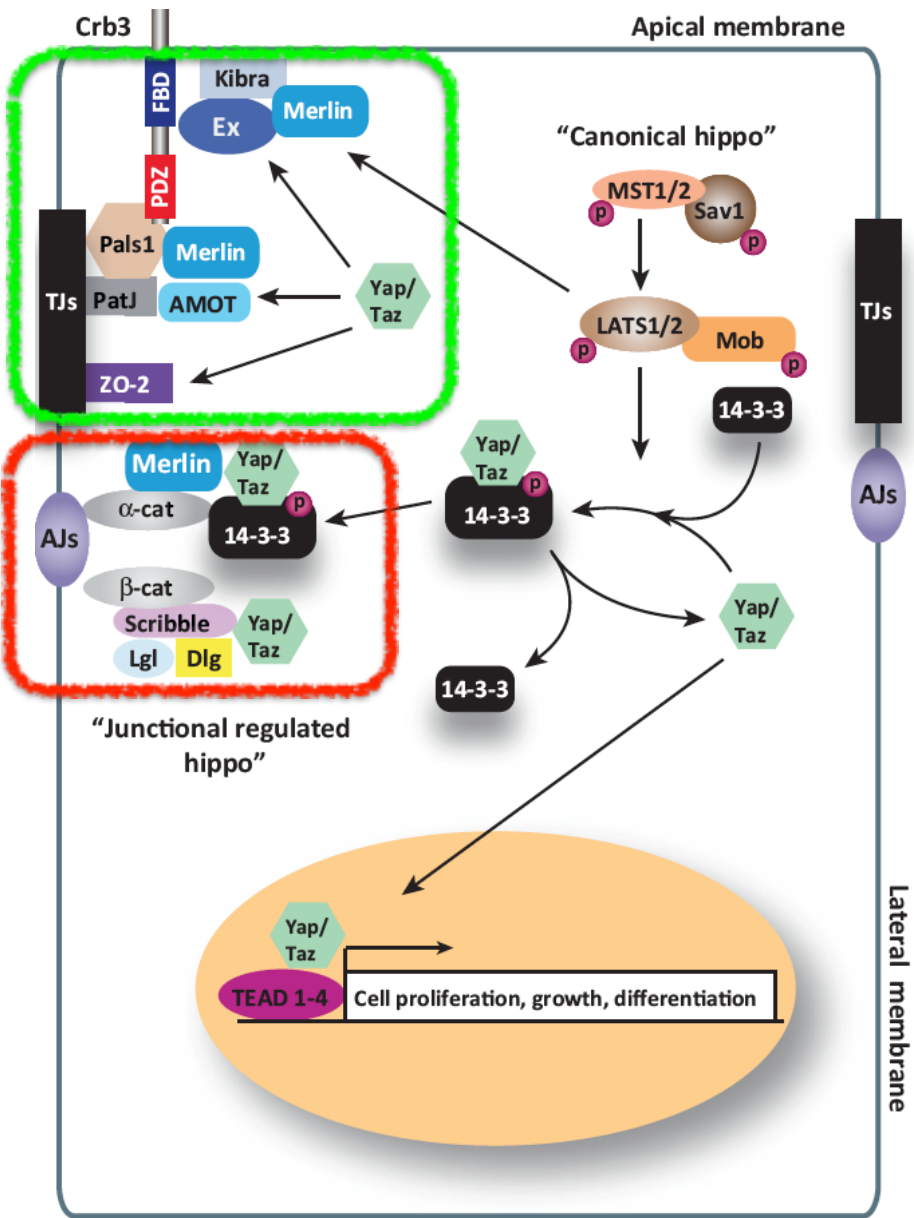 Crb3
Apical membrane
FBD
Kibra
Ex
Merlin
PDZ
"Canonical hippo"
MST1/2
Sav1
p
p
Pals1
Merlin
TJs
PatJ
AMOT
Yap/
Taz
ZO-2
LATS1/2
Mob
p
p
TJs
14-3-3
Merlin
Yap/
Taz
p
α-cat
14-3-3
AJs
Yap/
Taz
p
14-3-3
AJs
β-cat
Scribble
Yap/
Taz
Lgl
Dlg
Yap/
Taz
14-3-3
"Junctional regulated
hippo"
Yap/
Taz
TEAD 1-4
Cell proliferation, growth, differentiation
Lateral membrane